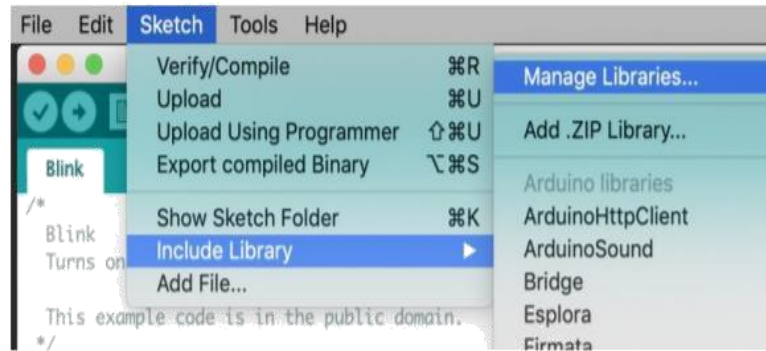 File Edit Sketch Tools Help
Verify/Compile ⌘R
Upload ⌘U
Upload Using Programmer ⇧⌘U
Export compiled Binary ⌥⌘S
Show Sketch Folder ⌘K
Include Library ▶
Add File...
Manage Libraries...
Add .ZIP Library...
Arduino libraries
ArduinoHttpClient
ArduinoSound
Bridge
Esplora
Firmata
Blink
/*
Blink
Turns on
This example code is in the public domain.
*/